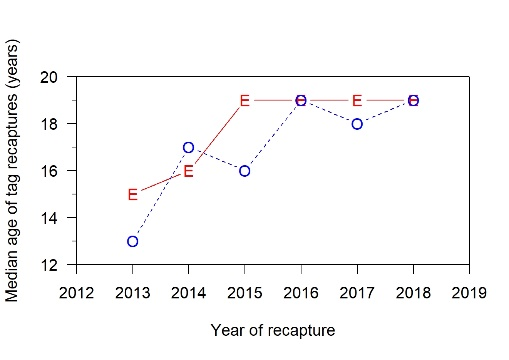 Median age of tag recaptures (years)
20
18
16
14
12
E E E E E E
O O O O O O
2012 2013 2014 2015 2016 2017 2018 2019
Year of recapture